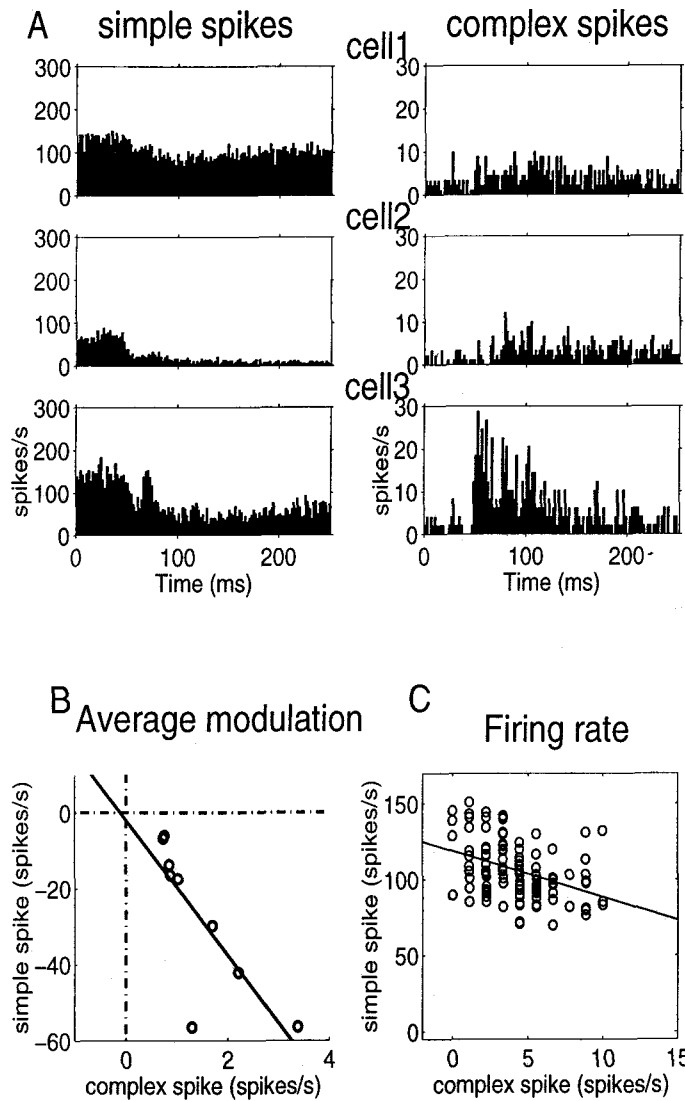 A
simple spikes
complex spikes
cell1
300
200
100
0
30
20
10
0
cell2
300
200
100
0
30
20
10
0
cell3
300
200
100
0
spikes/s
0 100 200
Time (ms)
30
20
10
0
spikes/s
0 100 200
Time (ms)
B
Average modulation
0
-20
-40
-60
simple spike (spikes/s)
0 2 4
complex spike (spikes/s)
C
Firing rate
150
100
50
0
simple spike (spikes/s)
0 5 10 15
complex spike (spikes/s)